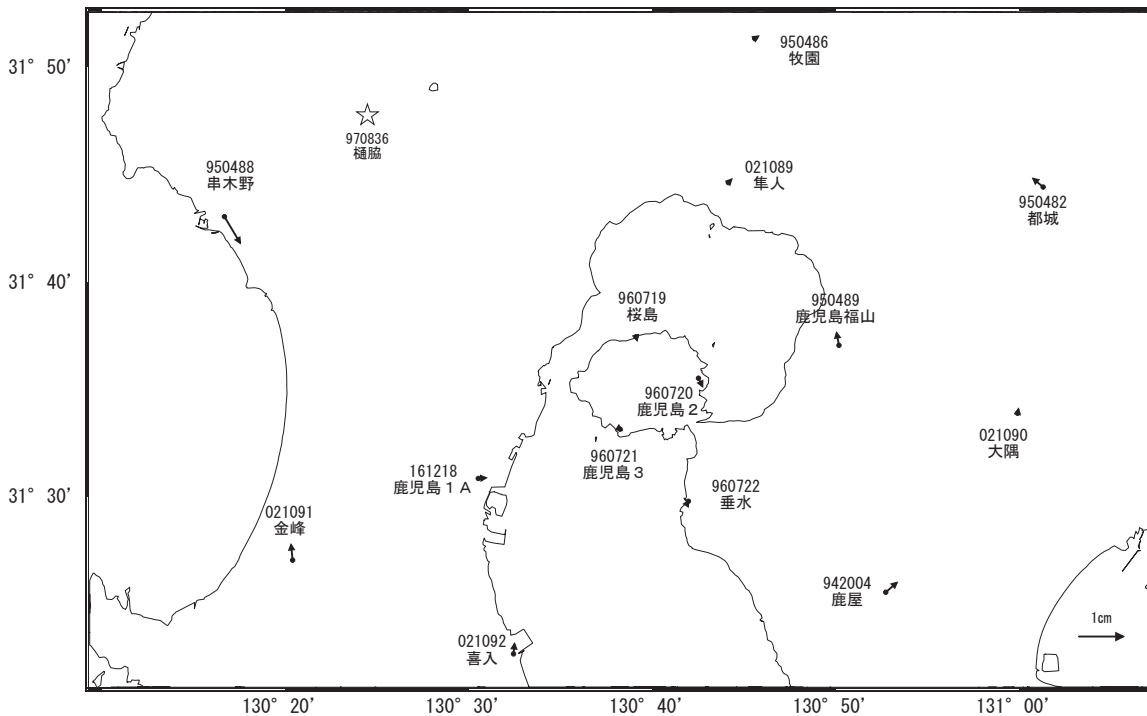 31° 50'
950486
牧園
970836
樋脇
950488
串木野
021089
隼人
950482
都城
31° 40'
960719
桜島
950489
鹿児島福山
960720
鹿児島２
021090
大隅
960721
鹿児島３
161218
鹿児島１Ａ
31° 30'
960722
垂水
021091
金峰
942004
鹿屋
1㎝
021092
喜入
130° 20'
130° 30'
130° 40'
130° 50'
131° 00'